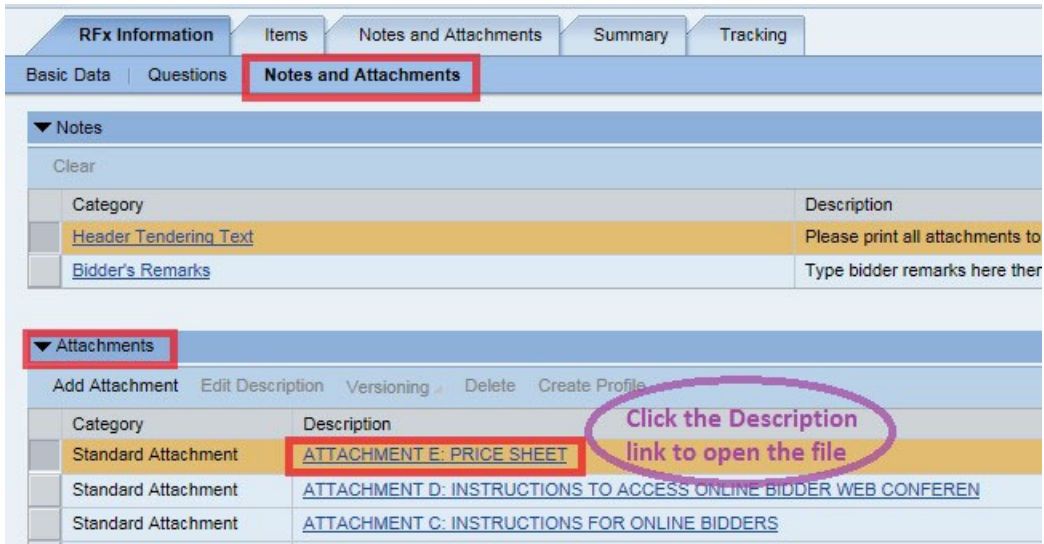 RFx Information Items Notes and Attachments Summary Tracking
Basic Data | Questions Notes and Attachments
Notes
Clear
Category Description
Header Tendering Text Please print all attachments to
Bidder's Remarks Type bidder remarks here then
Attachments
Add Attachment Edit Description Versioning Delete Create Profile
Category Description
Click the Description
link to open the file
Standard Attachment ATTACHMENT E: PRICE SHEET
Standard Attachment ATTACHMENT D: INSTRUCTIONS TO ACCESS ONLINE BIDDER WEB CONFEREN
Standard Attachment ATTACHMENT C: INSTRUCTIONS FOR ONLINE BIDDERS